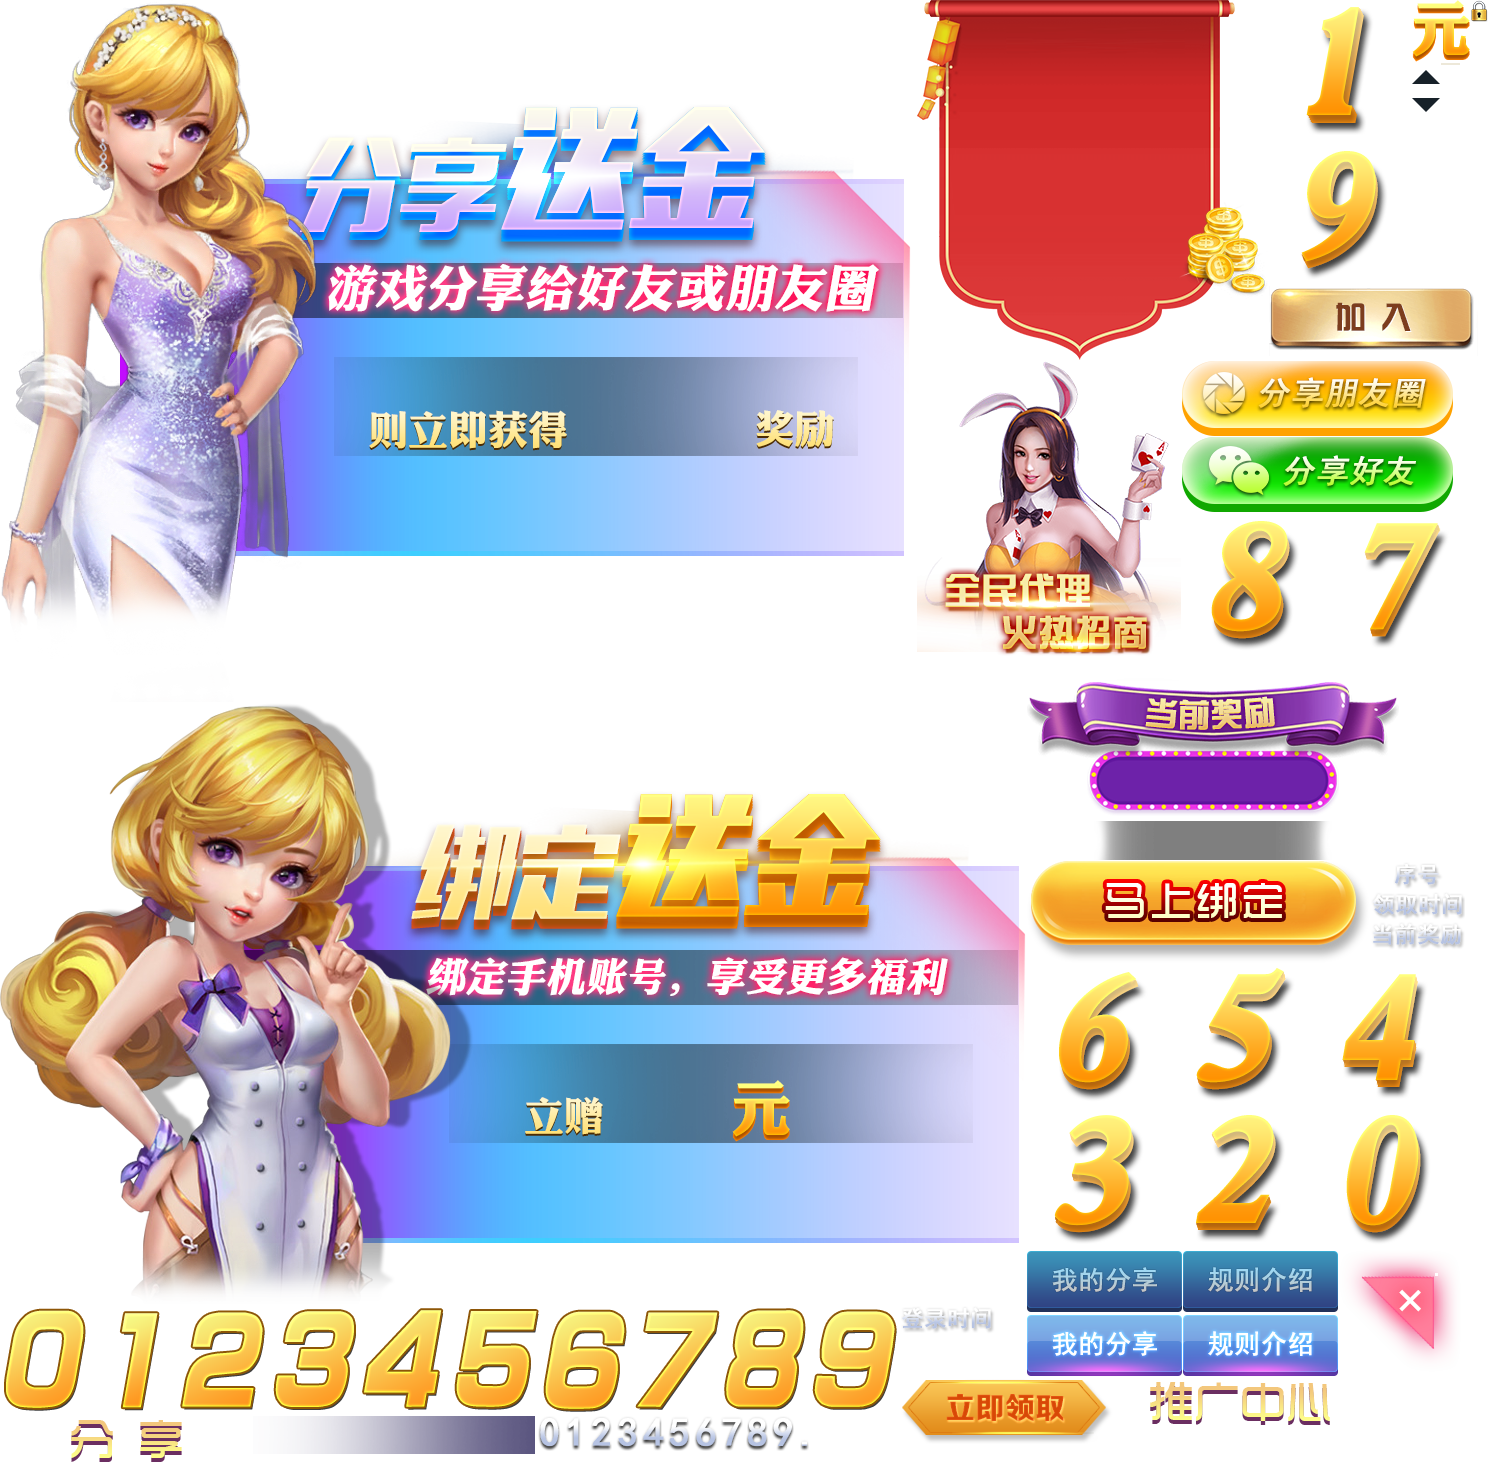 分享送金
游戏分享给好友或朋友圈
则立即获得 奖励
1
元
9
加入
分享朋友圈
分享好友
全民代理
火热招商
8 7
当前奖励
绑定送金
绑定手机账号，享受更多福利
立赠 元
马上绑定
序号
领取时间
当前奖励
6 5 4
3 2 0
我的分享 规则介绍
我的分享 规则介绍
0123456789
登录时间
立即领取
推广中心
分享
0123456789.